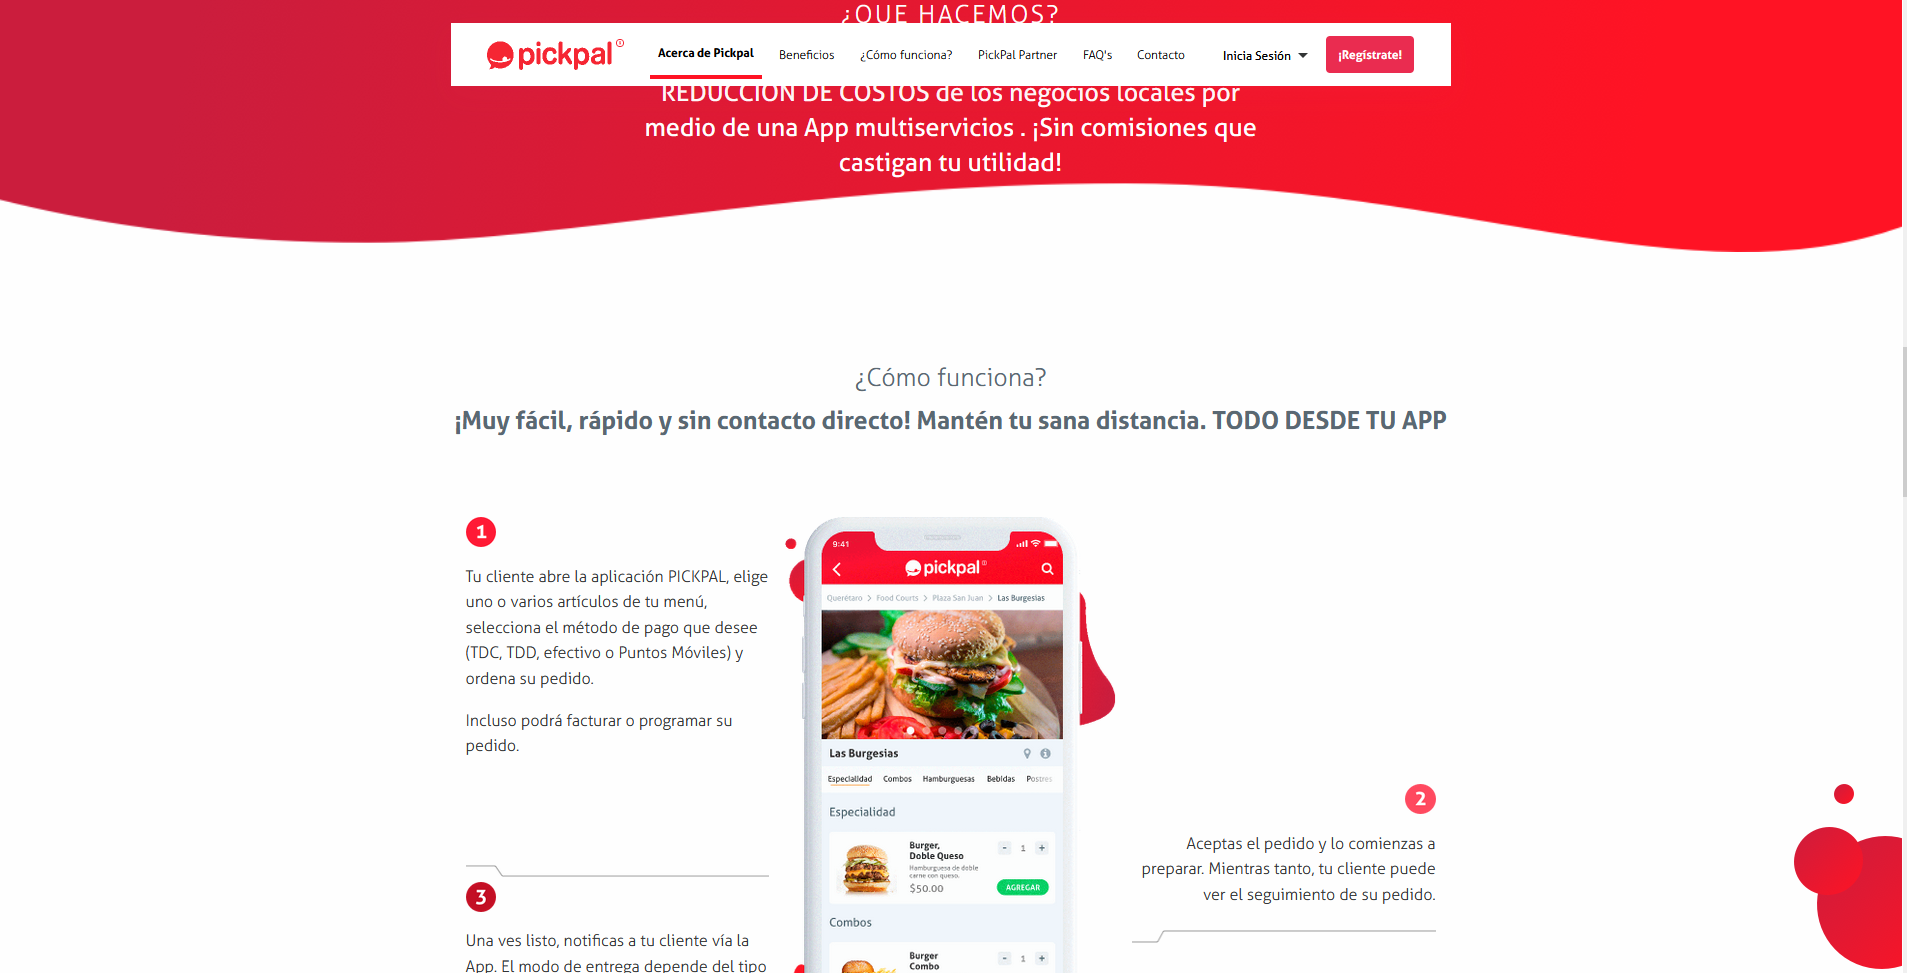 ¿QUE HACEMOS?
pickpal
Acerca de Pickpal
Beneficios
¿Cómo funciona?
PickPal Partner
FAQ's
Contacto
Inicia Sesión
¡Regístrate!
REDUCCIÓN DE COSTOS de los negocios locales por
medio de una App multiservicios . ¡Sin comisiones que
castigan tu utilidad!
¿Cómo funciona?
¡Muy fácil, rápido y sin contacto directo! Mantén tu sana distancia. TODO DESDE TU APP
1
Tu cliente abre la aplicación PICKPAL, elige
uno o varios artículos de tu menú,
selecciona el método de pago que desee
(TDC, TDD, efectivo o Puntos Móviles) y
ordena su pedido.
Incluso podrá facturar o programar su
pedido.
9:41
pickpal
Querétaro > Food Courts > Plaza San Juan > Las Burgesias
Las Burgesias
Especialidad Combos Hamburguesas Bebidas Postres
Especialidad
Burger,
Doble Queso
- 1 +
Hamburguesa de doble
carne con queso.
$50.00
AGREGAR
Combos
Burger
Combo
- 1 +
2
Aceptas el pedido y lo comienzas a
preparar. Mientras tanto, tu cliente puede
ver el seguimiento de su pedido.
3
Una ves listo, notificas a tu cliente vía la
App. El modo de entrega depende del tipo